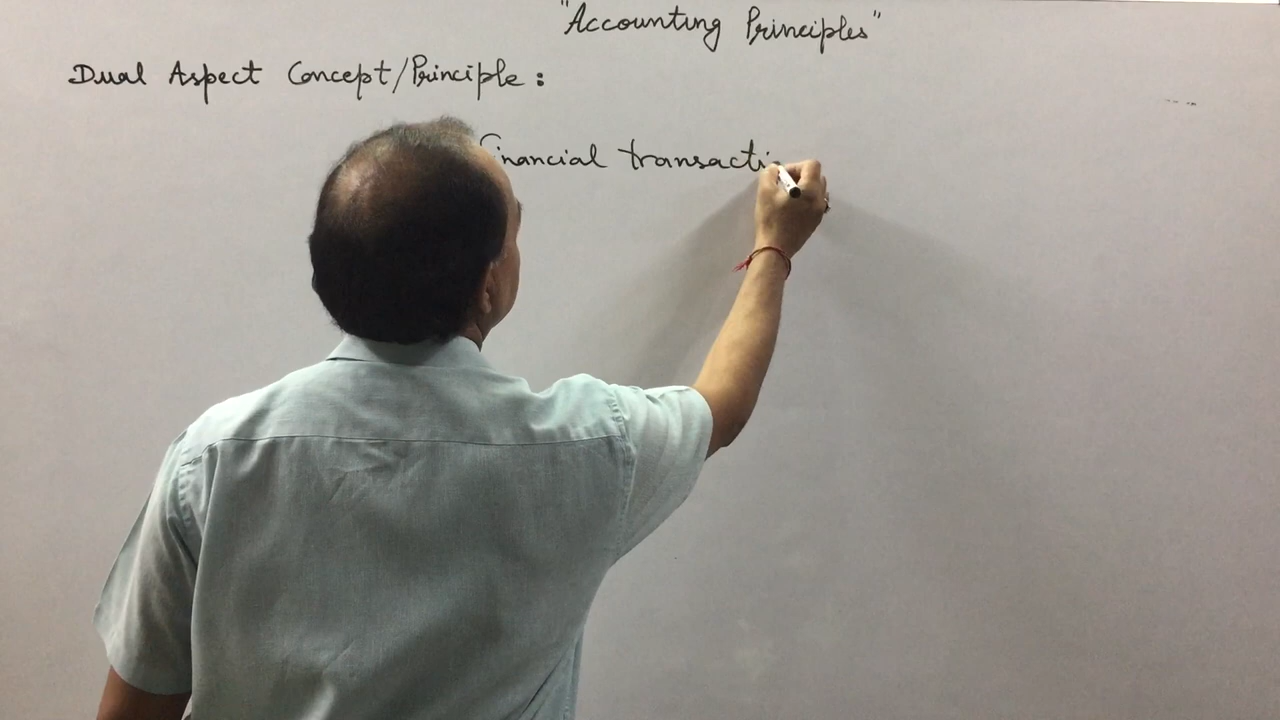 "Accounting Principles"
Dual Aspect Concept/Principle :
Financial transacti